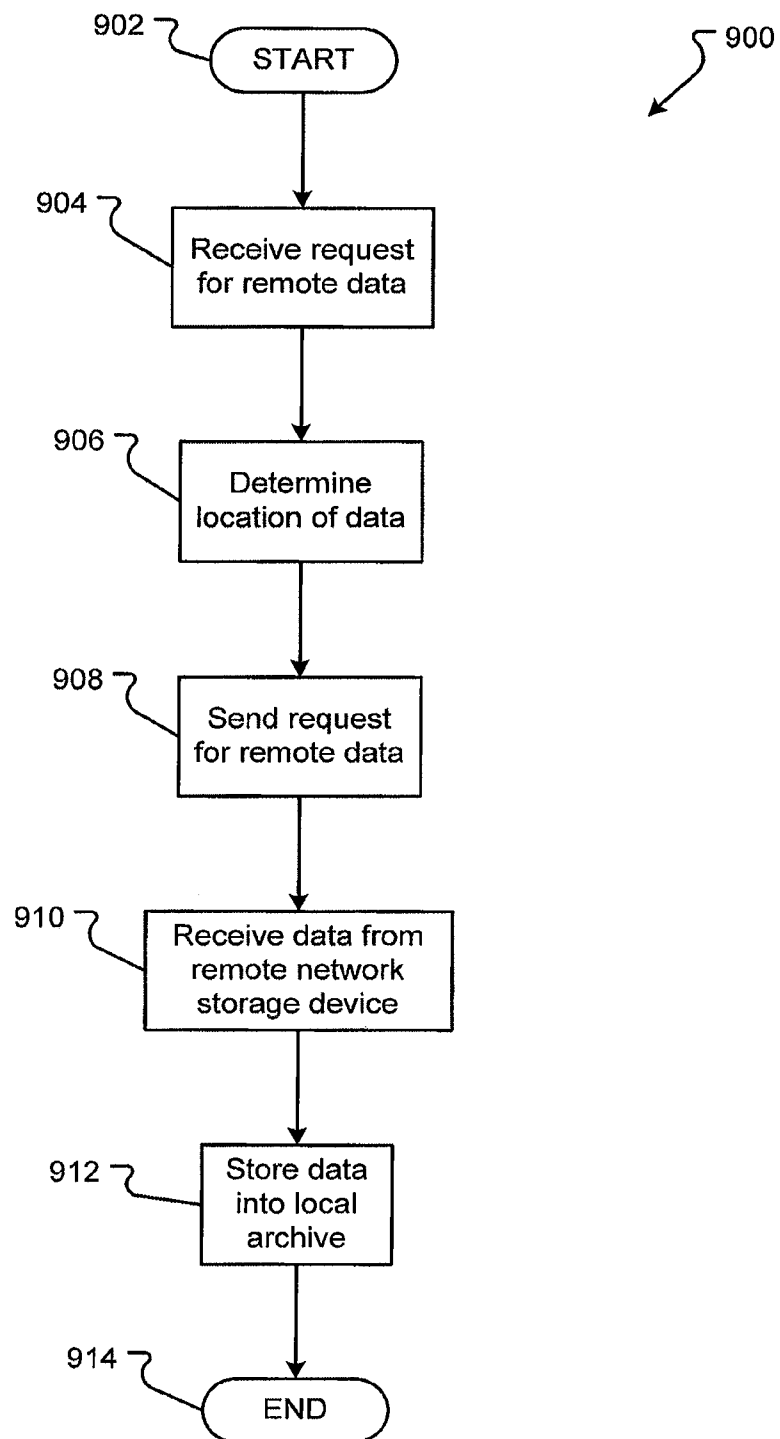 902
START
900
904
Receive request
for remote data
906
Determine
location of data
908
Send request
for remote data
910
Receive data from
remote network
storage device
912
Store data
into local
archive
914
END